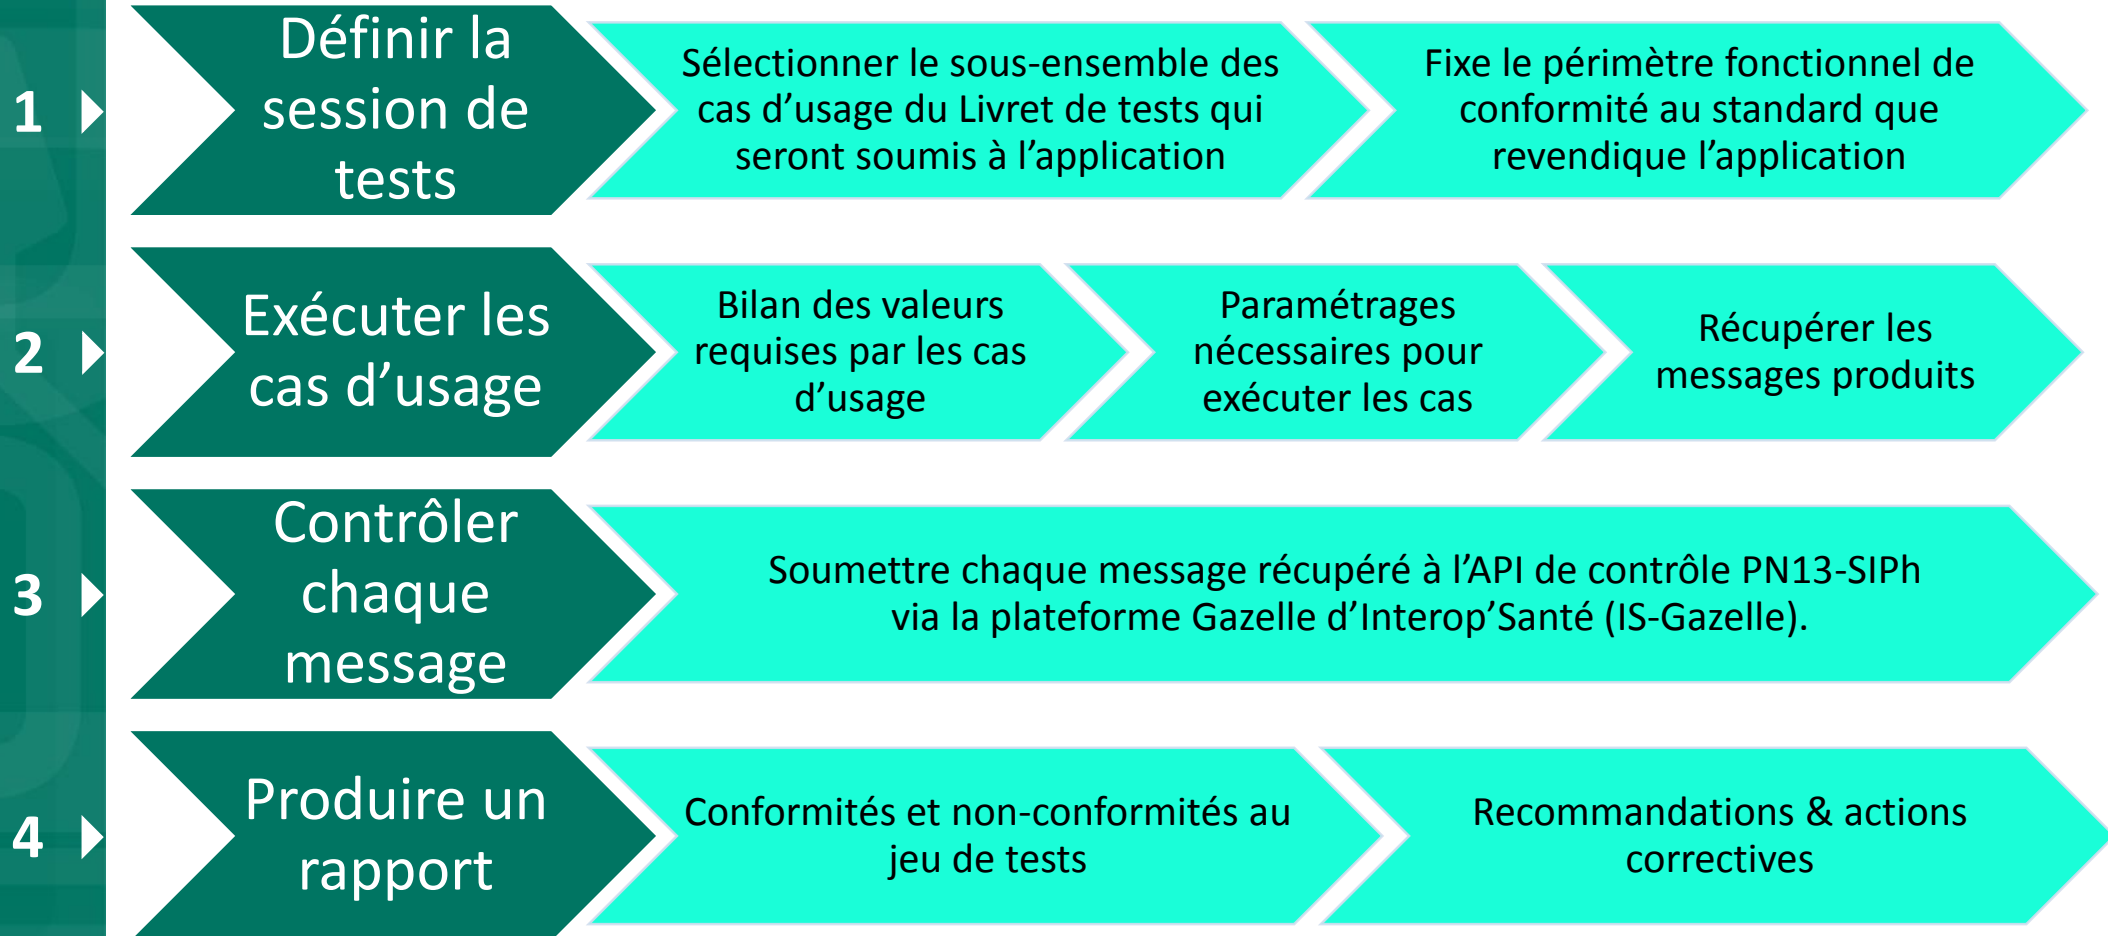 1
Définir la
session de
tests
Sélectionner le sous-ensemble des
cas d’usage du Livret de tests qui
seront soumis à l’application
Fixe le périmètre fonctionnel de
conformité au standard que
revendique l’application
2
Exécuter les
cas d’usage
Bilan des valeurs
requises par les cas
d’usage
Paramétrages
nécessaires pour
exécuter les cas
Récupérer les
messages produits
3
Contrôler
chaque
message
Soumettre chaque message récupéré à l’API de contrôle PN13-SIPh
via la plateforme Gazelle d’Interop’Santé (IS-Gazelle).
4
Produire un
rapport
Conformités et non-conformités au
jeu de tests
Recommandations & actions
correctives